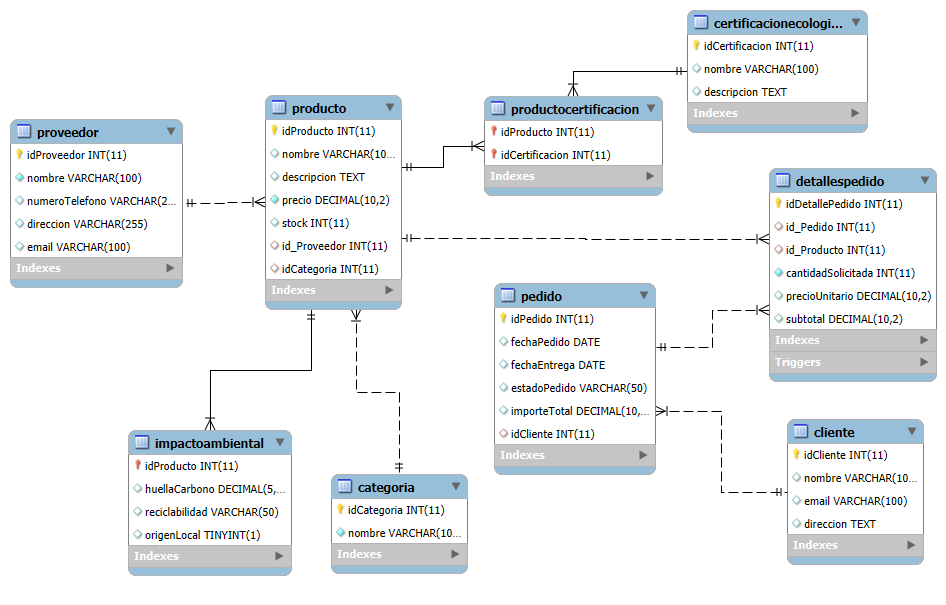 certificacionecologi...
idCertificacion INT(11)
nombre VARCHAR(100)
descripcion TEXT
Indexes
producto
idProducto INT(11)
nombre VARCHAR(10...
descripcion TEXT
precio DECIMAL(10,2)
stock INT(11)
id_Proveedor INT(11)
idCategoria INT(11)
Indexes
productocertificacion
idProducto INT(11)
idCertificacion INT(11)
Indexes
proveedor
idProveedor INT(11)
nombre VARCHAR(100)
numeroTelefono VARCHAR(2...
direccion VARCHAR(255)
email VARCHAR(100)
Indexes
detallespedido
idDetallePedido INT(11)
id_Pedido INT(11)
id_Producto INT(11)
cantidadSolicitada INT(11)
precioUnitario DECIMAL(10,2)
subtotal DECIMAL(10,2)
Indexes
Triggers
pedido
idPedido INT(11)
fechaPedido DATE
fechaEntrega DATE
estadoPedido VARCHAR(50)
importeTotal DECIMAL(10,...
idCliente INT(11)
Indexes
cliente
idCliente INT(11)
nombre VARCHAR(10...
email VARCHAR(100)
direccion TEXT
Indexes
impactoambiental
idProducto INT(11)
huellaCarbono DECIMAL(5,...
reciclabilidad VARCHAR(50)
origenLocal TINYINT(1)
Indexes
categoria
idCategoria INT(11)
nombre VARCHAR(10...
Indexes